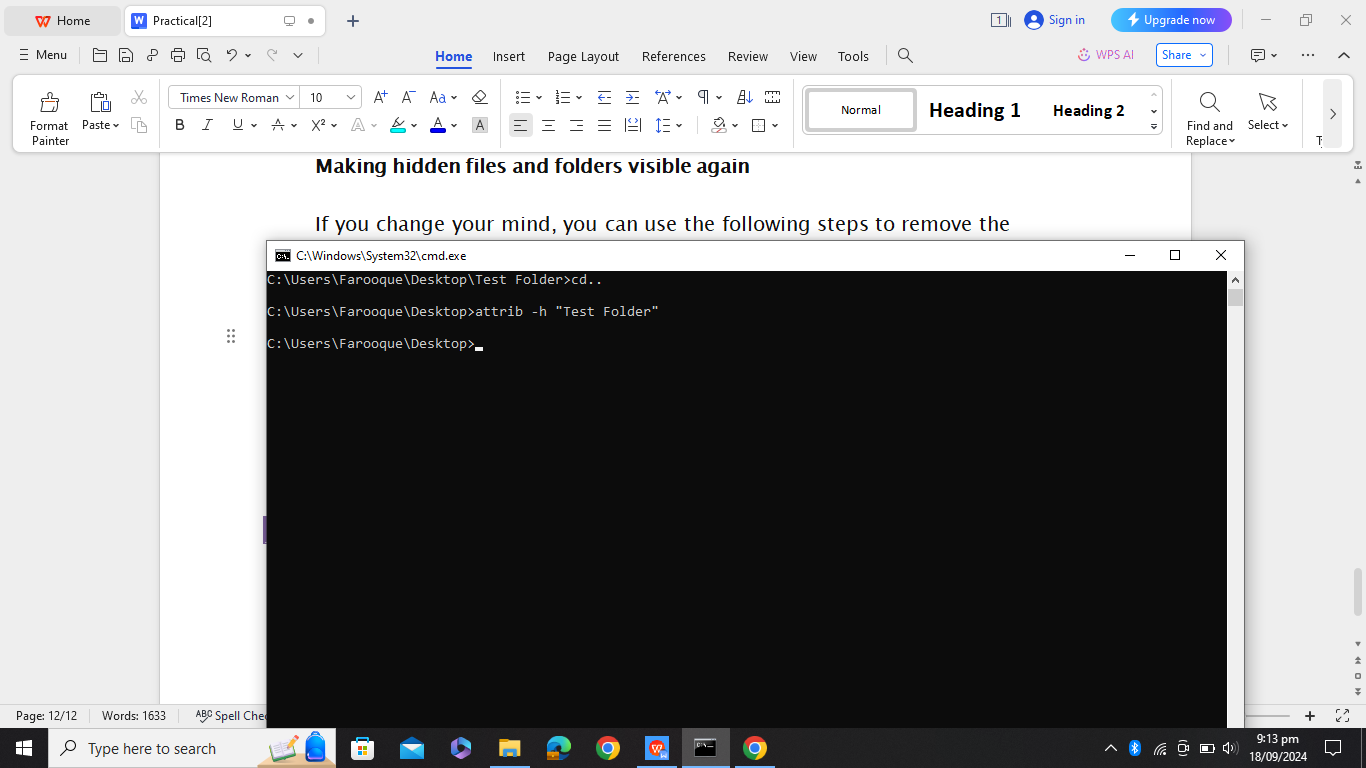 Home
Practical[2]
1
Sign in
Upgrade now
Menu
Home
Insert
Page Layout
References
Review
View
Tools
WPS AI
Share
Format
Painter
Paste
Times New Roman
10
Normal
Heading 1
Heading 2
Find and
Replace
Select
Making hidden files and folders visible again
If you change your mind, you can use the following steps to remove the
C:\Windows\System32\cmd.exe
C:\Users\Farooque\Desktop\Test Folder>cd..
C:\Users\Farooque\Desktop>attrib -h "Test Folder"
C:\Users\Farooque\Desktop>
Page: 12/12
Words: 1633
Spell Chec
Type here to search
9:13 pm
18/09/2024